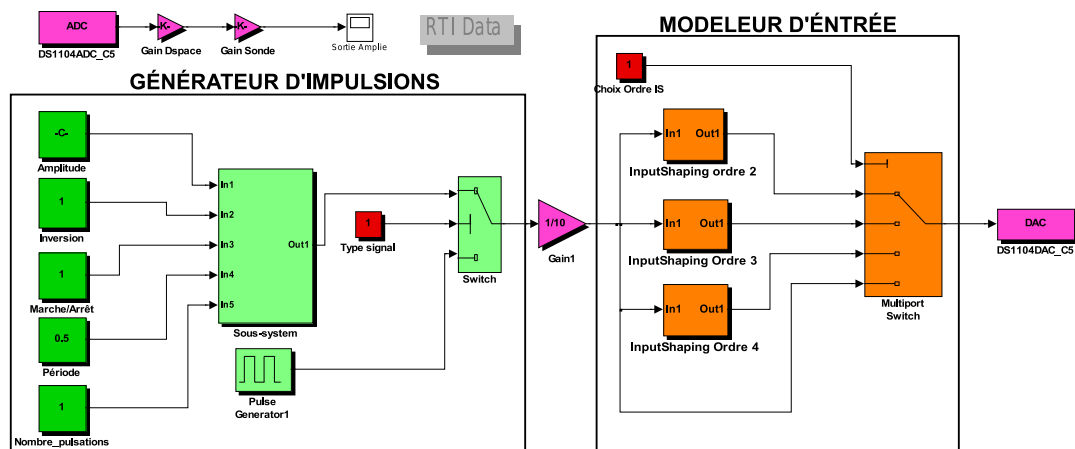 ADC
DS1104ADC_C5
K-
Gain Dspace
K-
Gain Sonde
Sortie Amplie
RTI Data
GÉNÉRATEUR D'IMPULSIONS
-C-
Amplitude
1
Inversion
1
Marche/Arrêt
0.5
Période
1
Nombre_pulsations
In1
In2
In3
In4
In5
Out1
Sous-system
Pulse
Generator1
1
Type signal
Switch
1/10
Gain1
MODELEUR D'ÉNTRÉE
1
Choix Ordre IS
In1 Out1
InputShaping ordre 2
In1 Out1
InputShaping Ordre 3
In1 Out1
InputShaping Ordre 4
Multiport
Switch
DAC
DS1104DAC_C5